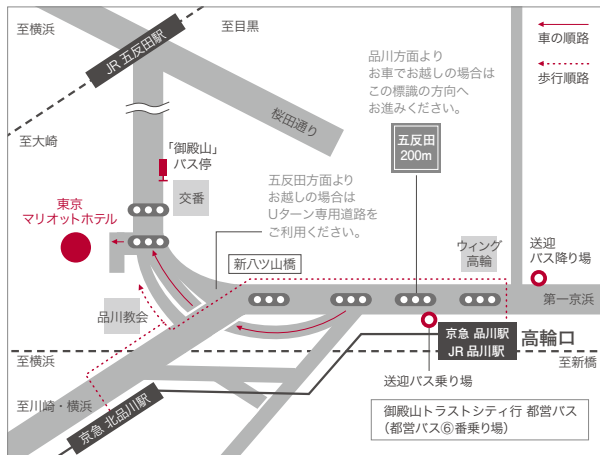 至横浜
至目黒
JR 五反田駅
車の順路
歩行順路
品川方面より
お車でお越しの場合は
この標識の方向へ
お進みください。
桜田通り
至大崎
「御殿山」
バス停
五反田
200m
交番
五反田方面より
お越しの場合は
Uターン専用道路を
ご利用ください。
東京
マリオットホテル
新八ツ山橋
ウィング
高輪
送迎
バス降り場
第一京浜
品川教会
京急 品川駅
JR 品川駅
高輪口
至横浜
至新橋
送迎バス乗り場
至川崎・横浜
京急 北品川駅
御殿山トラストシティ行 都営バス
(都営バス⑥番乗り場)